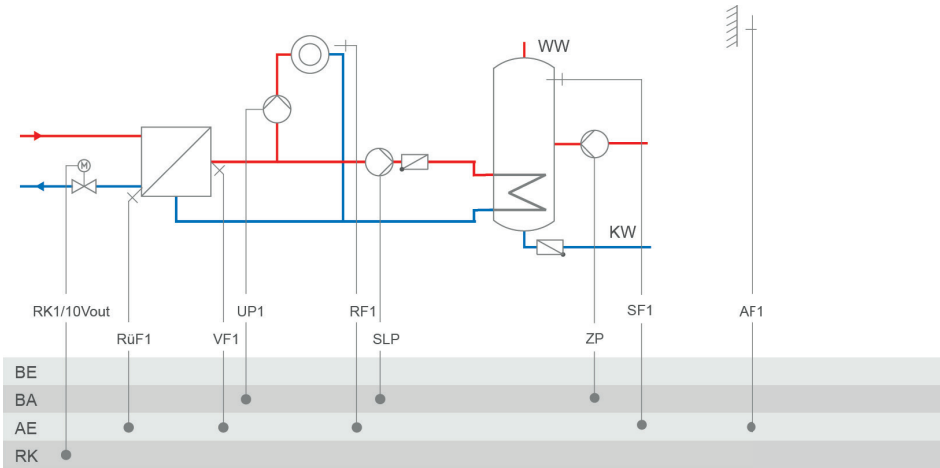 WW
M
KW
RK1/10Vout
UP1
RF1
SF1
AF1
RüF1
VF1
SLP
ZP
BE
BA
AE
RK